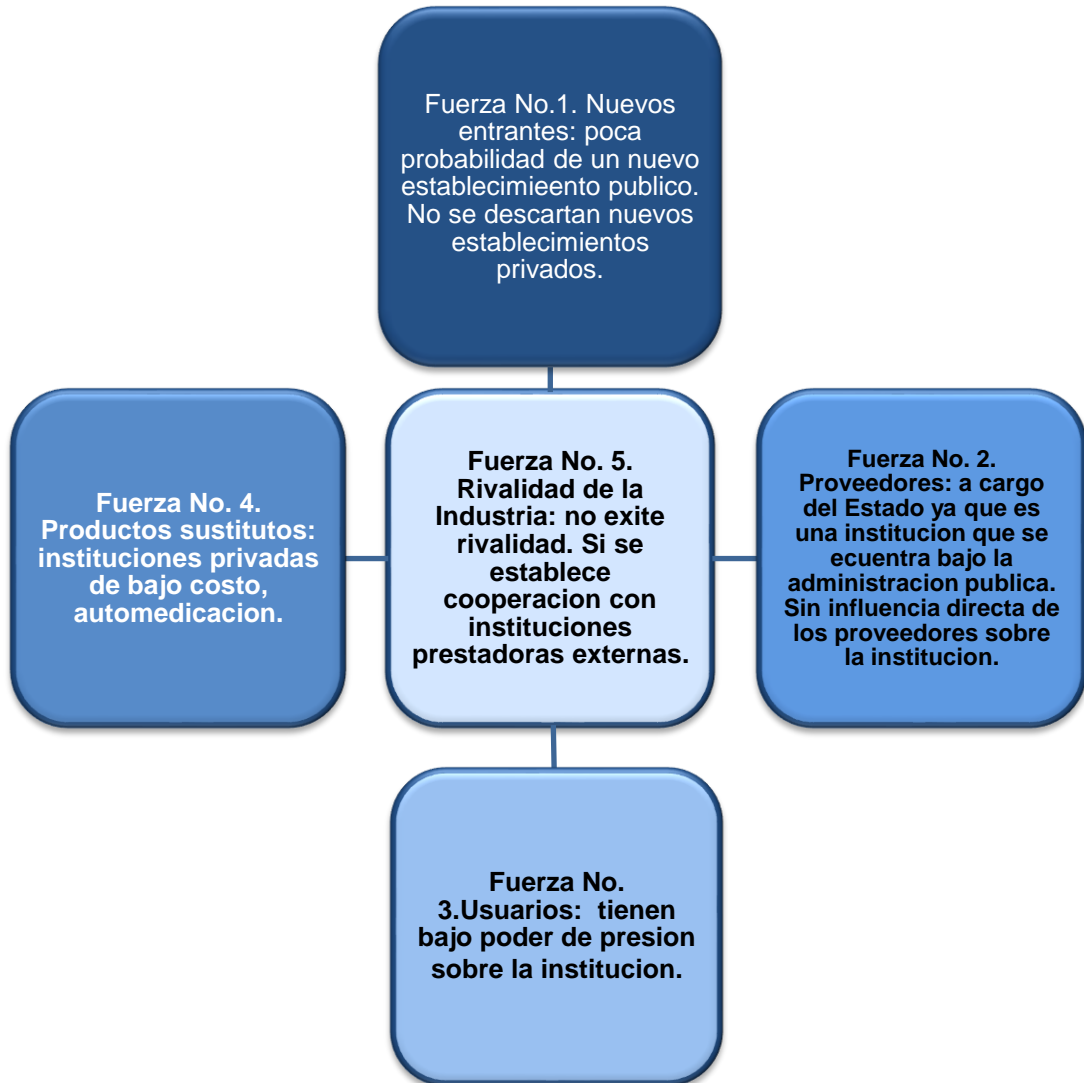 Fuerza No.1. Nuevos
entrantes: poca
probabilidad de un nuevo
establecimieento publico.
No se descartan nuevos
establecimientos
privados.
Fuerza No. 4.
Productos sustitutos:
instituciones privadas
de bajo costo,
automedicacion.
Fuerza No. 5.
Rivalidad de la
Industria: no exite
rivalidad. Si se
establece
cooperacion con
instituciones
prestadoras externas.
Fuerza No. 2.
Proveedores: a cargo
del Estado ya que es
una institucion que se
ecuentra bajo la
administracion publica.
Sin influencia directa de
los proveedores sobre
la institucion.
Fuerza No.
3.Usuarios:  tienen
bajo poder de presion
sobre la institucion.